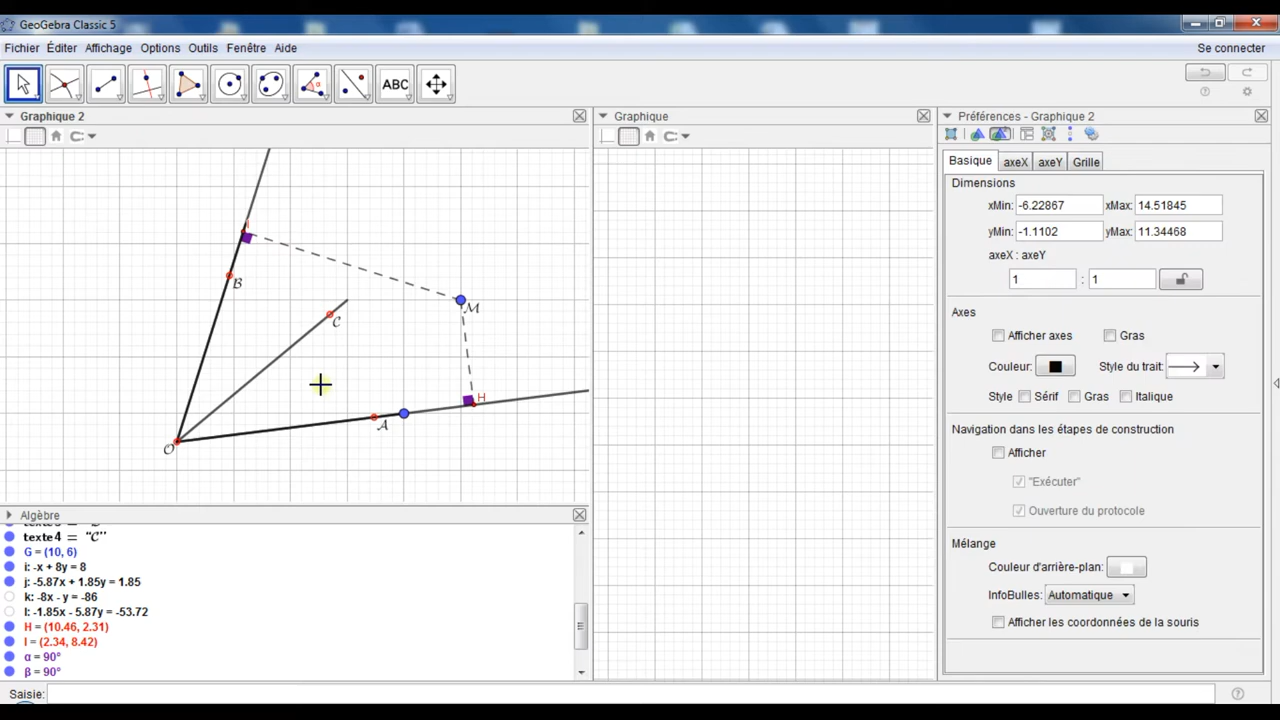 GeoGebra Classic 5
Fichier Éditer Affichage Options Outils Fenêtre Aide
Se connecter
ABC
Graphique 2
Graphique
Préférences - Graphique 2
Basique axeX axeY Grille
Dimensions
xMin: -6.22867 xMax: 14.51845
yMin: -1.1102 yMax: 11.34468
axeX : axeY
1 : 1
Axes
Afficher axes Gras
Couleur: Style du trait:
Style Sérif Gras Italique
Navigation dans les étapes de construction
Afficher
"Exécuter"
Ouverture du protocole
Mélange
Couleur d'arrière-plan:
InfoBulles: Automatique
Afficher les coordonnées de la souris
I
B
C
M
H
A
O
Algèbre
texte4 = “C”
G = (10, 6)
i: -x + 8y = 8
j: -5.87x + 1.85y = 1.85
k: -8x - y = -86
l: -1.85x - 5.87y = -53.72
H = (10.46, 2.31)
I = (2.34, 8.42)
α = 90°
β = 90°
Saisie: